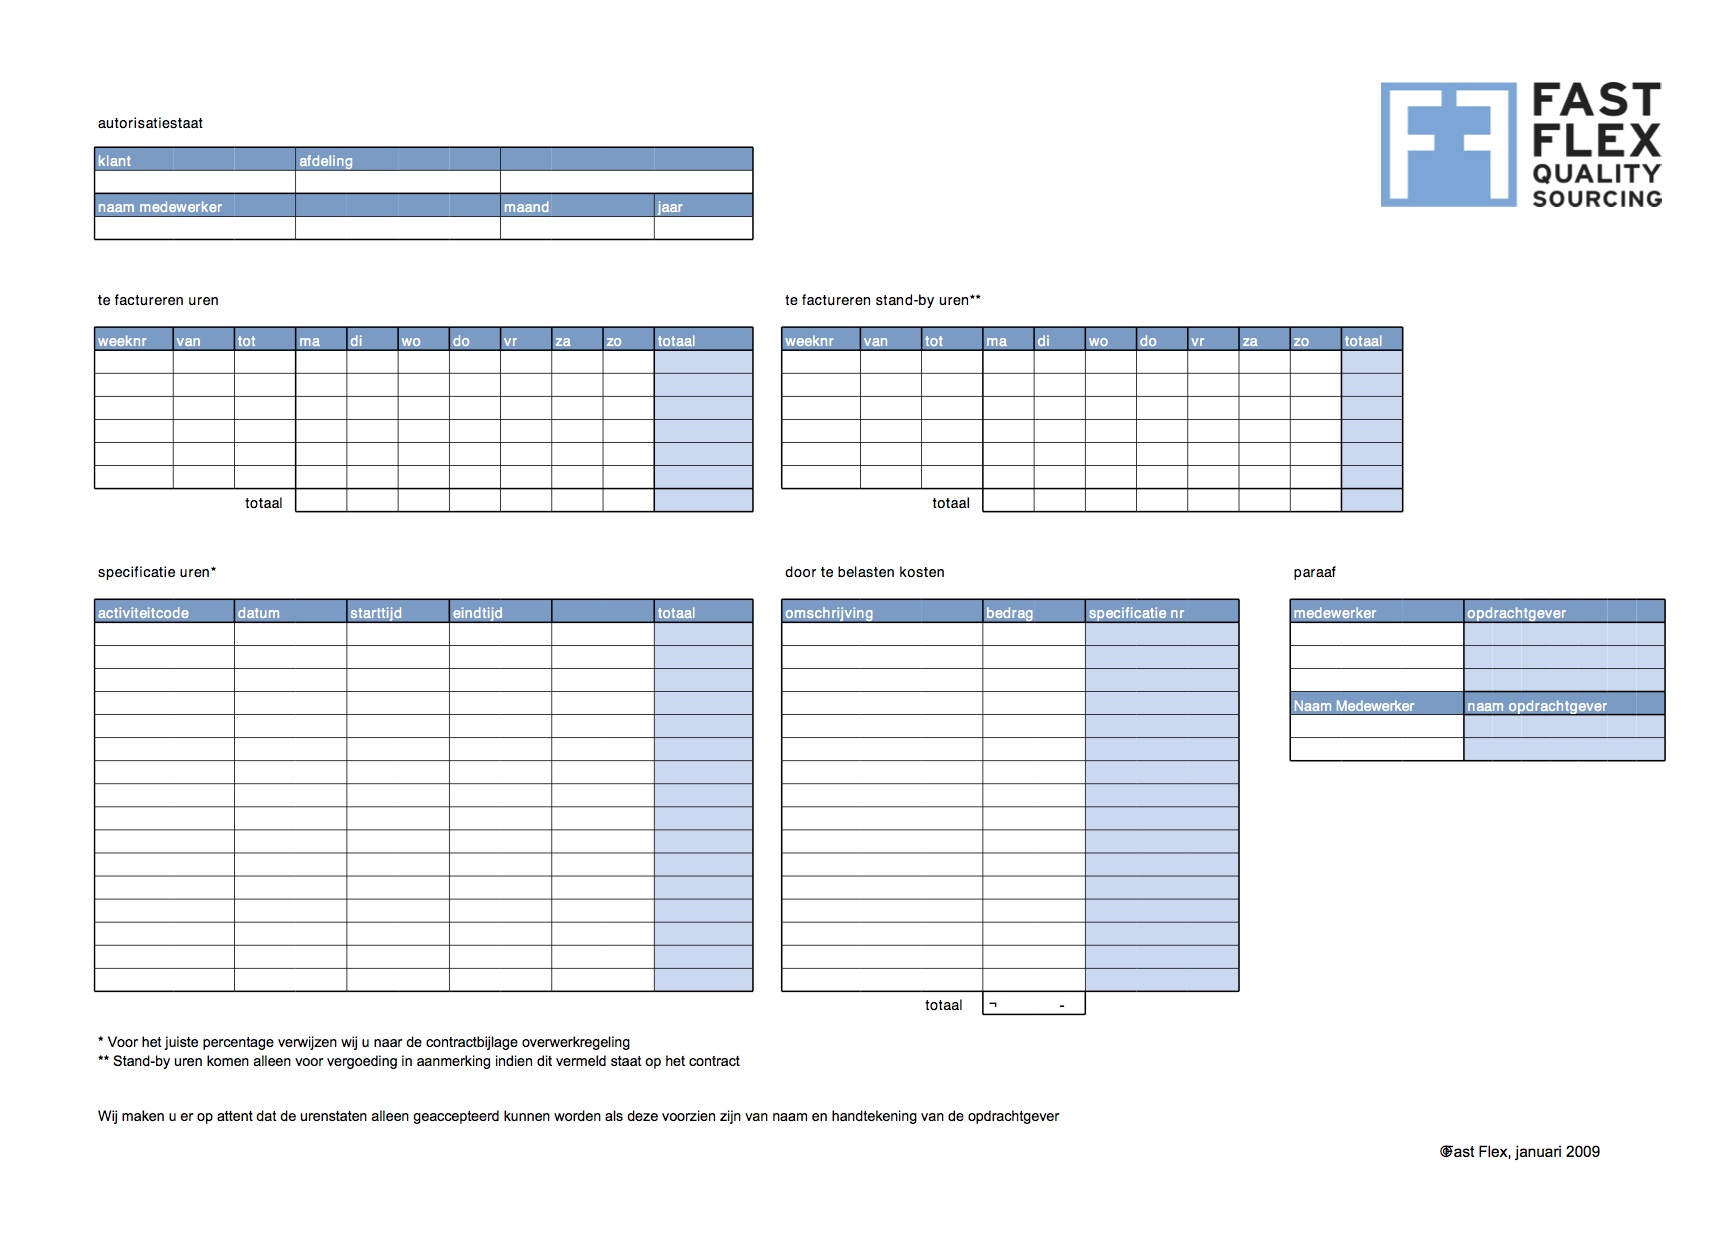 FAST
FLEX
QUALITY
SOURCING
autorisatiestaat
klant afdeling
naam medewerker maand jaar
te factureren uren
weeknr van tot ma di wo do vr za zo totaal
totaal
te factureren stand-by uren**
weeknr van tot ma di wo do vr za zo totaal
totaal
specificatie uren*
activiteitcode datum starttijd eindtijd totaal
door te belasten kosten
omschrijving bedrag specificatie nr
totaal ¬ -
paraaf
medewerker opdrachtgever
Naam Medewerker naam opdrachtgever
* Voor het juiste percentage verwijzen wij u naar de contractbijlage overwerkregeling
** Stand-by uren komen alleen voor vergoeding in aanmerking indien dit vermeld staat op het contract
Wij maken u er op attent dat de urenstaten alleen geaccepteerd kunnen worden als deze voorzien zijn van naam en handtekening van de opdrachtgever
©Fast Flex, januari 2009